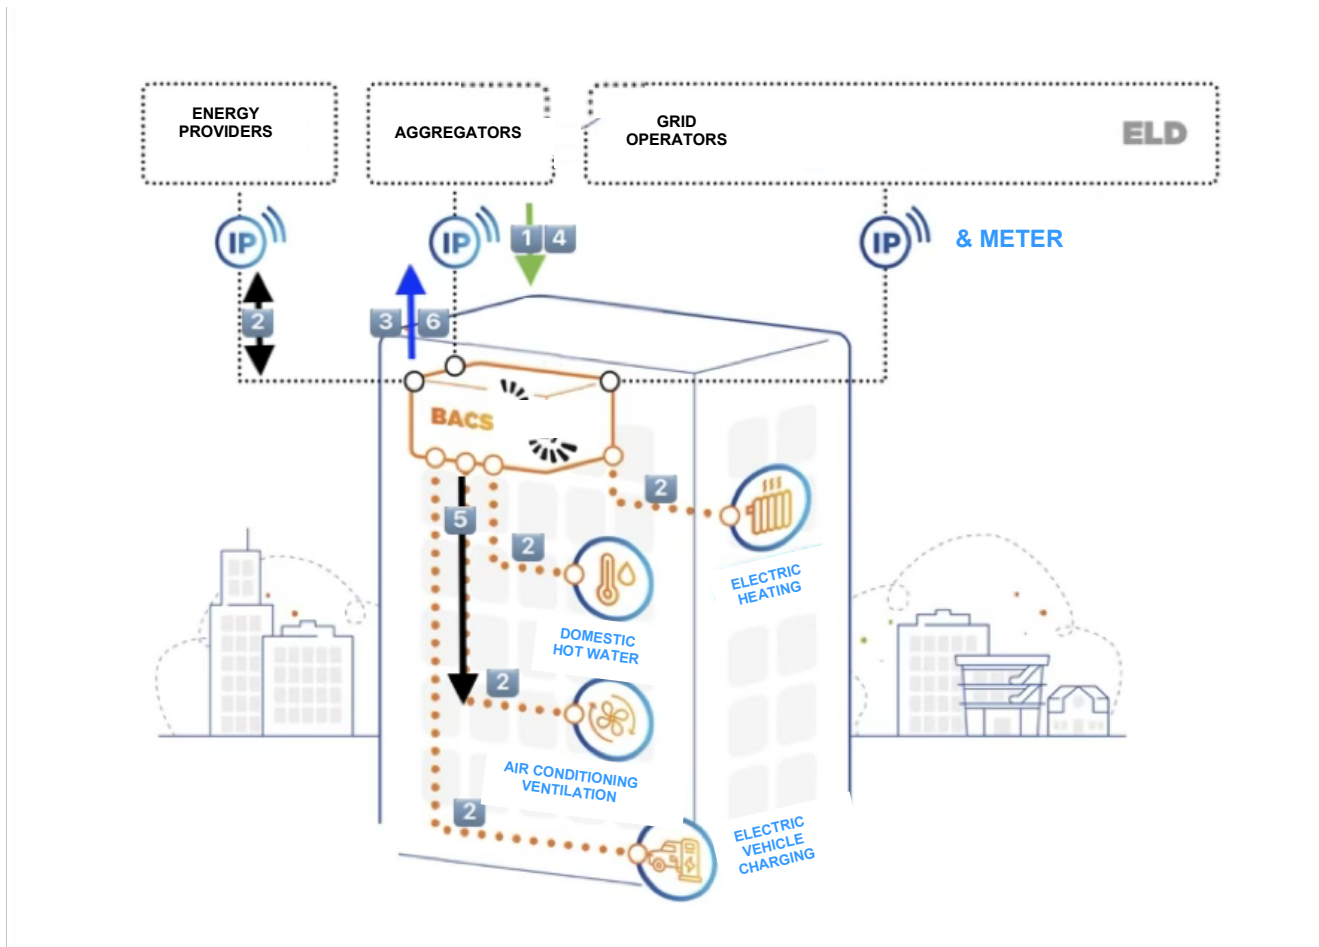 ENERGY
PROVIDERS
AGGREGATORS
GRID
OPERATORS
ELD
IP
IP
IP
& METER
1 4
2
3 6
BACS
2
5
2
ELECTRIC
HEATING
DOMESTIC
HOT WATER
2
AIR CONDITIONING
VENTILATION
2
ELECTRIC
VEHICLE
CHARGING